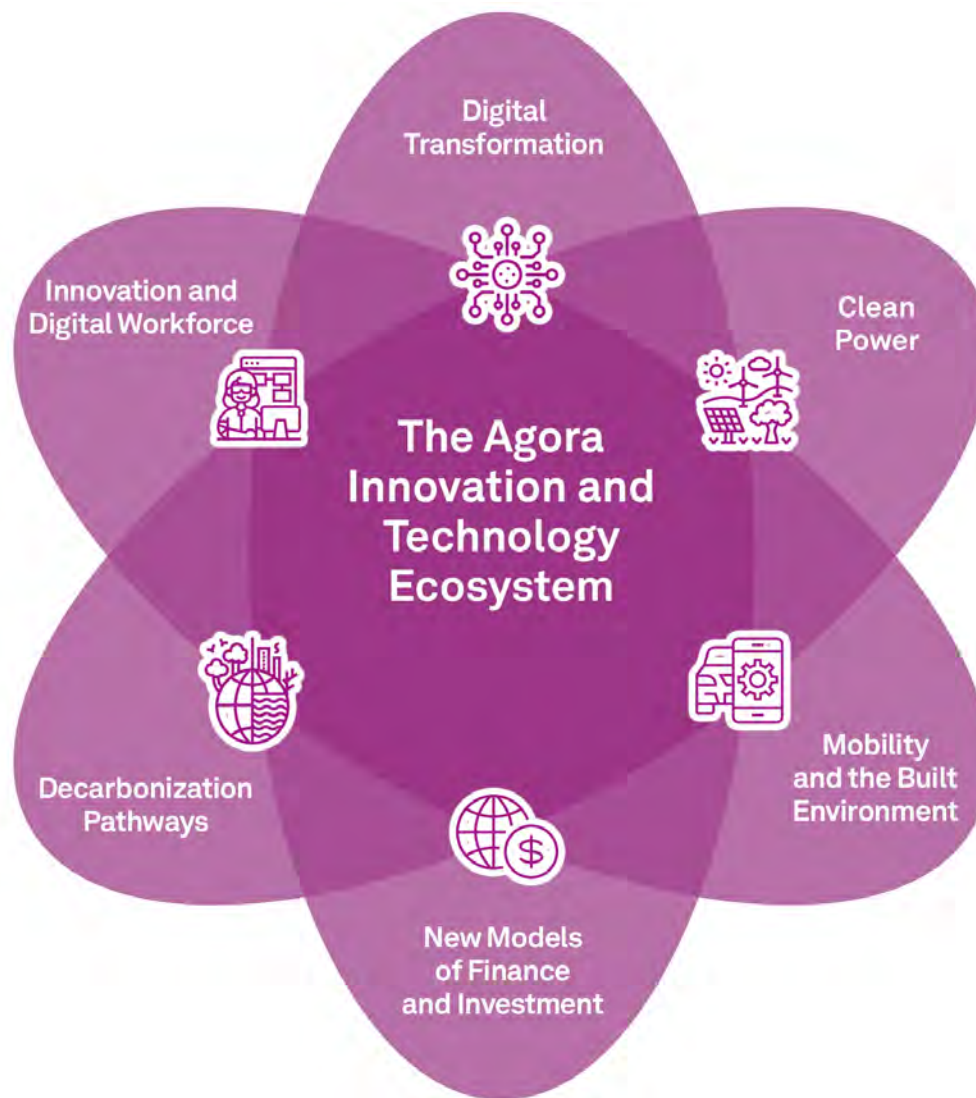 Digital
Transformation
Innovation and
Digital Workforce
Clean
Power
The Agora
Innovation and
Technology
Ecosystem
Decarbonization
Pathways
Mobility
and the Built
Environment
New Models
of Finance
and Investment